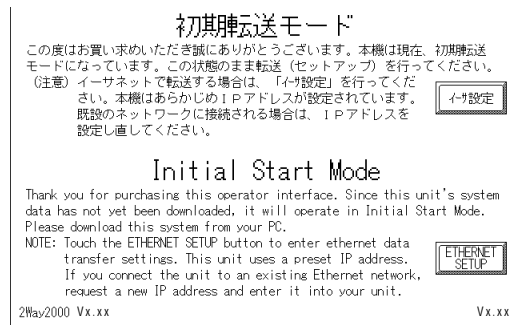 初期転送モード
この度はお買い求めいただき誠にありがとうございます。本機は現在、初期転送
モードになっています。この状態のまま転送（セットアップ）を行ってください。
（注意）イーサネットで転送する場合は、「ｲｰｻ設定」を行ってくだ
さい。本機はあらかじめＩＰアドレスが設定されています。
既設のネットワークに接続される場合は、ＩＰアドレスを
設定し直してください。
ｲｰｻ設定
Initial Start Mode
Thank you for purchasing this operator interface. Since this unit's system
data has not yet been downloaded, it will operate in Initial Start Mode.
Please download this system from your PC.
NOTE: Touch the ETHERNET SETUP button to enter ethernet data
transfer settings. This unit uses a preset IP address.
If you connect the unit to an existing Ethernet network,
request a new IP address and enter it into your unit.
ETHERNET
SETUP
2Way2000 Vx.xx
Vx.xx